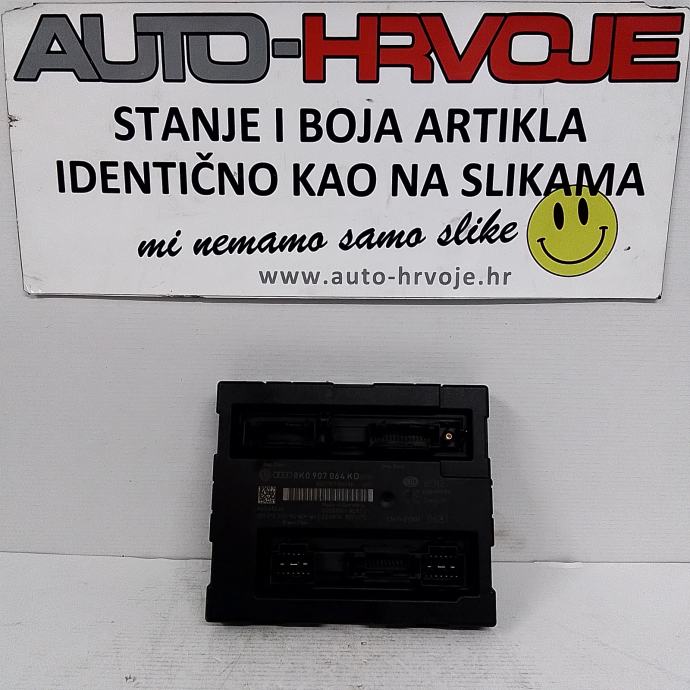 AUTO-HRVOJE
STANJE I BOJA ARTIKLA
IDENTIČNO KAO NA SLIKAMA
mi nemamo samo slike
www.auto-hrvoje.hr
8K0 907 064 KD